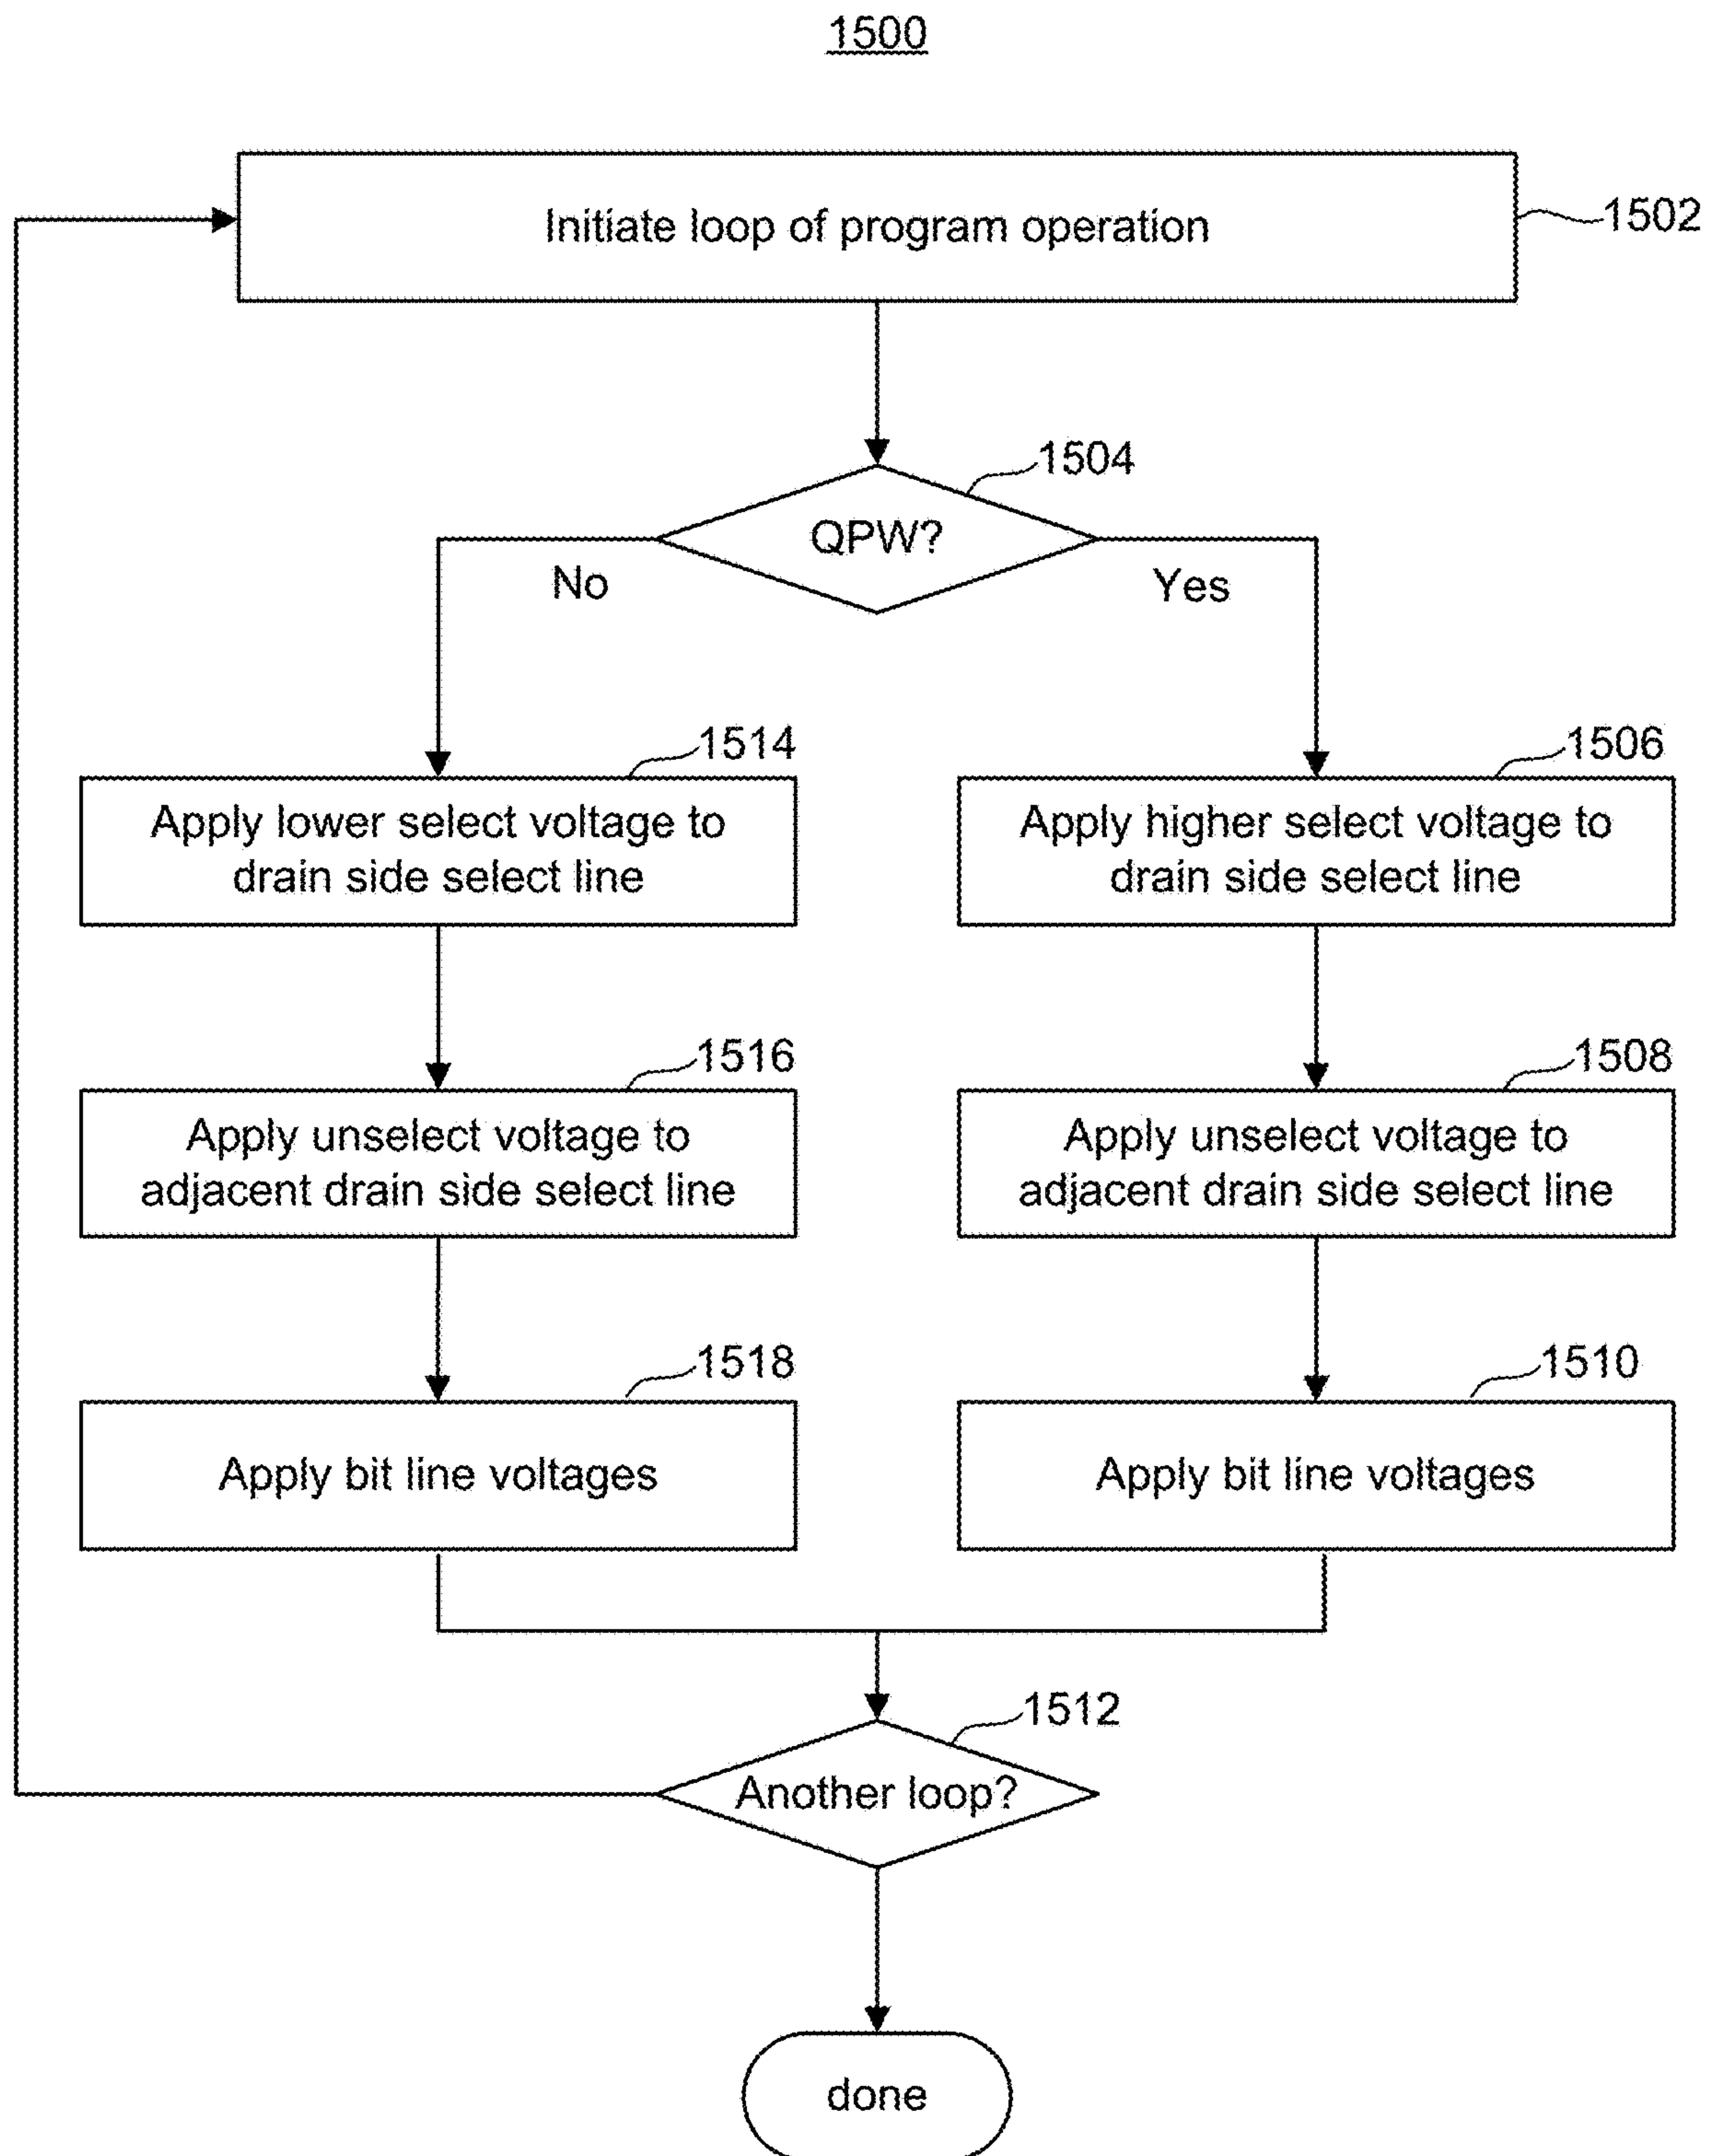 1500
Initiate loop of program operation
1502
1504
QPW?
No
Yes
1514
Apply lower select voltage to
drain side select line
1506
Apply higher select voltage to
drain side select line
1516
Apply unselect voltage to
adjacent drain side select line
1508
Apply unselect voltage to
adjacent drain side select line
1518
Apply bit line voltages
1510
Apply bit line voltages
1512
Another loop?
done